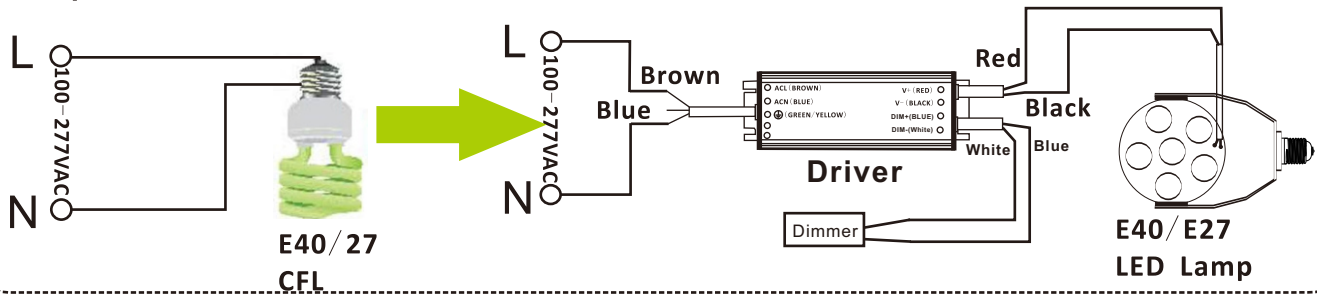 L
100-277VAC
N
E40/27
CFL
L
100-277VAC
N
Brown
Blue
ACL(BROWN)
ACN(BLUE)
(GREEN/YELLOW)
V+(RED)
V-(BLACK)
DIM+(BLUE)
DIM-(White)
Driver
Red
Black
White
Blue
Dimmer
E40/E27
LED Lamp